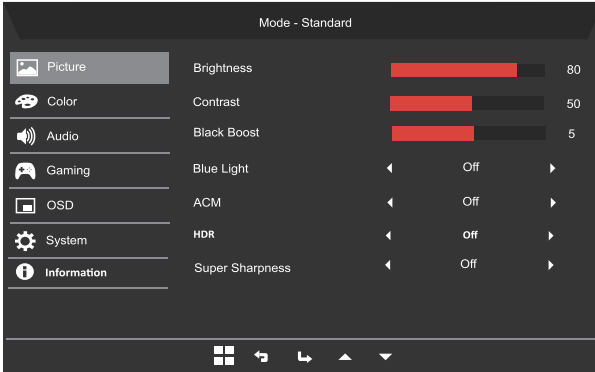 Mode - Standard
Picture
Color
Audio
Gaming
OSD
System
Information
Brightness 80
Contrast 50
Black Boost 5
Blue Light Off
ACM Off
HDR Off
Super Sharpness Off